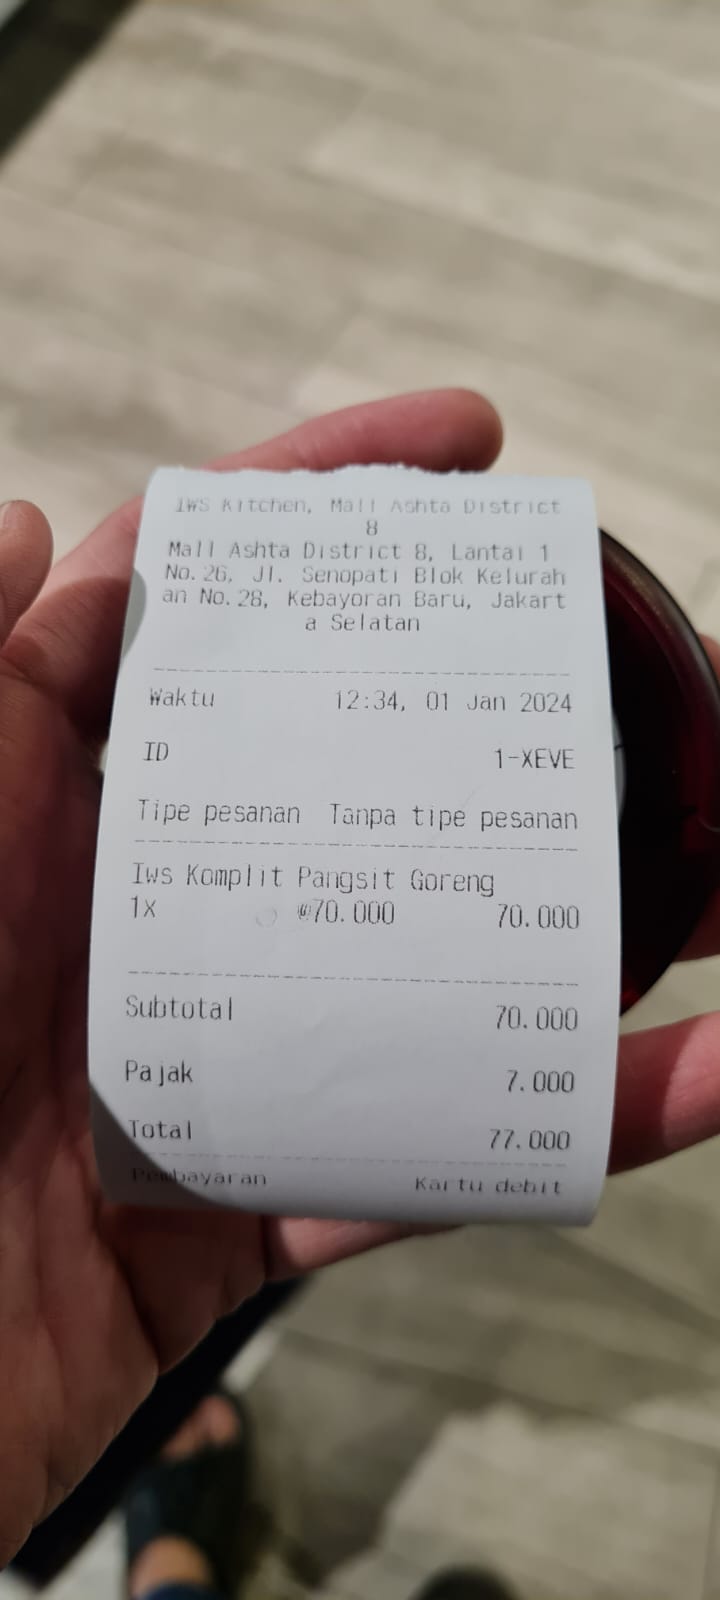 IWS Kitchen, Mall Ashta District
8
Mall Ashta District 8, Lantai 1
No.26, Jl. Senopati Blok Kelurah
an No.28, Kebayoran Baru, Jakart
a Selatan
Waktu 12:34, 01 Jan 2024
ID 1-XEVE
Tipe pesanan Tanpa tipe pesanan
Iws Komplit Pangsit Goreng
1x @70.000 70.000
Subtotal 70.000
Pajak 7.000
Total 77.000
Pembayaran Kartu debit